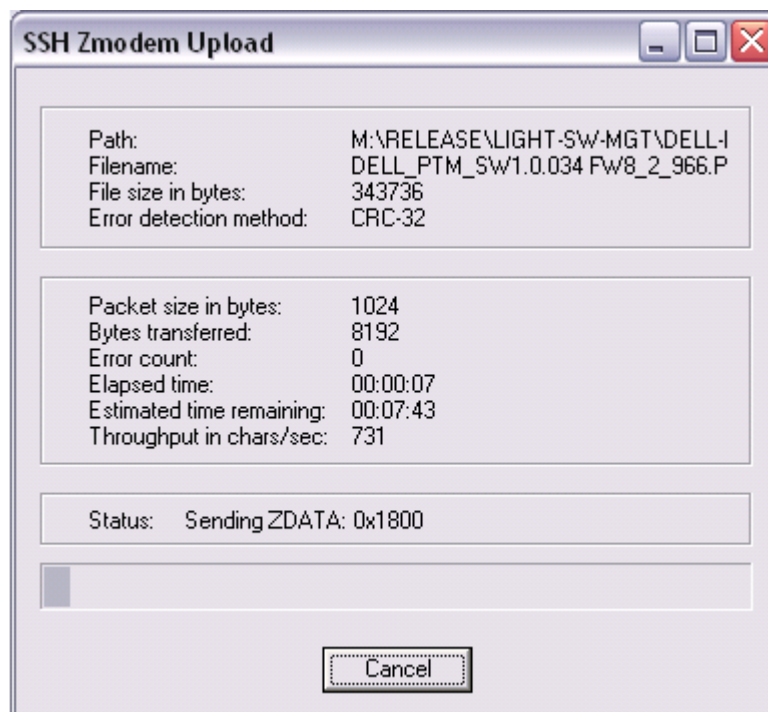 SSH Zmodem Upload
Path: M:\RELEASE\LIGHT-SW-MGT\DELL-I
Filename: DELL_PTM_SW1.0.034 FW8_2_966.P
File size in bytes: 343736
Error detection method: CRC-32
Packet size in bytes: 1024
Bytes transferred: 8192
Error count: 0
Elapsed time: 00:00:07
Estimated time remaining: 00:07:43
Throughput in chars/sec: 731
Status: Sending ZDATA: 0x1800
Cancel